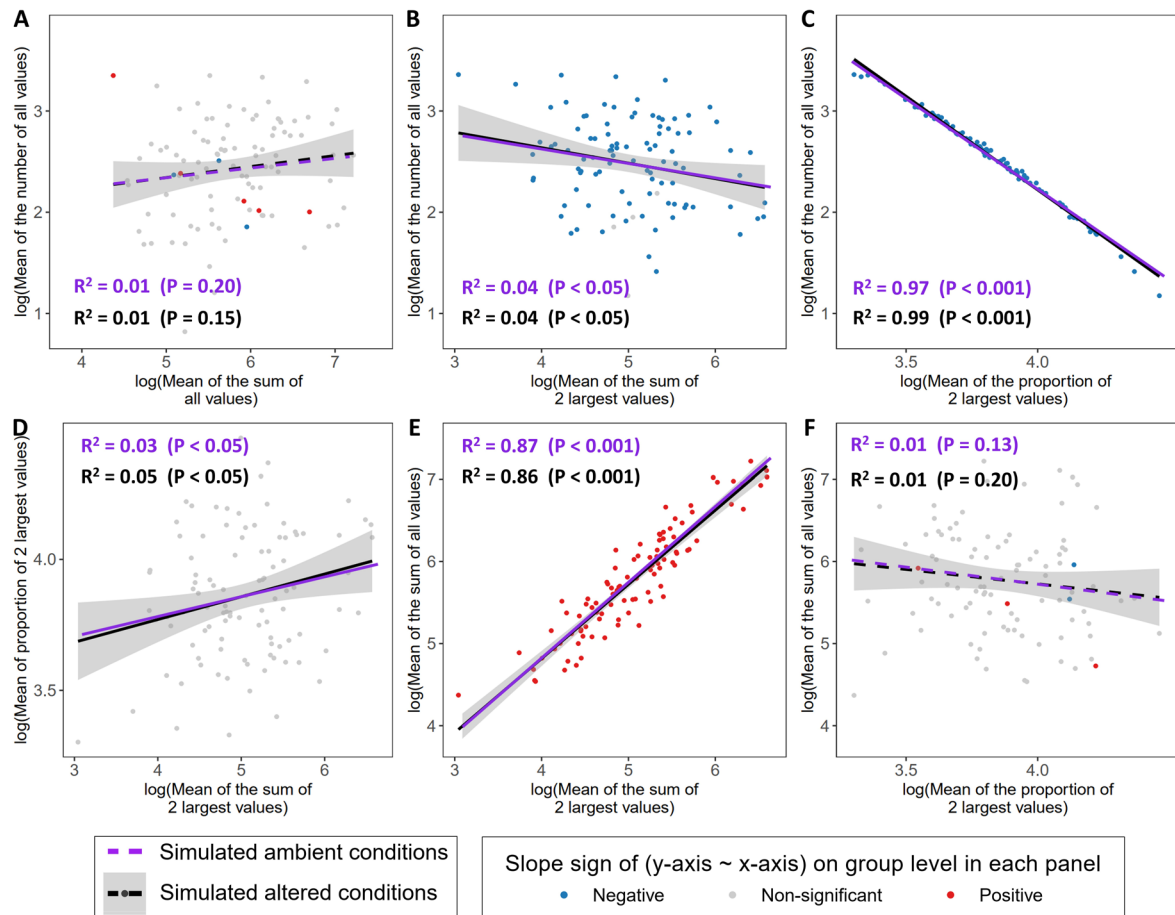 A
log(Mean of the number of all values)
3
2
1
R² = 0.01 (P = 0.20)
R² = 0.01 (P = 0.15)
4 5 6 7
log(Mean of the sum of
all values)
B
log(Mean of the number of all values)
3
2
1
R² = 0.04 (P < 0.05)
R² = 0.04 (P < 0.05)
3 4 5 6
log(Mean of the sum of
2 largest values)
C
log(Mean of the number of all values)
3
2
1
R² = 0.97 (P < 0.001)
R² = 0.99 (P < 0.001)
3.5 4.0
log(Mean of the proportion of
2 largest values)
D
log(Mean of proportion of 2 largest values)
R² = 0.03 (P < 0.05)
R² = 0.05 (P < 0.05)
4.0
3.5
3 4 5 6
log(Mean of the sum of
2 largest values)
E
log(Mean of the sum of all values)
R² = 0.87 (P < 0.001)
R² = 0.86 (P < 0.001)
7
6
5
4
3 4 5 6
log(Mean of the sum of
2 largest values)
F
log(Mean of the sum of all values)
R² = 0.01 (P = 0.13)
R² = 0.01 (P = 0.20)
7
6
5
4
3.5 4.0
log(Mean of the proportion of
2 largest values)
Simulated ambient conditions
Simulated altered conditions
Slope sign of (y-axis ~ x-axis) on group level in each panel
Negative Non-significant Positive